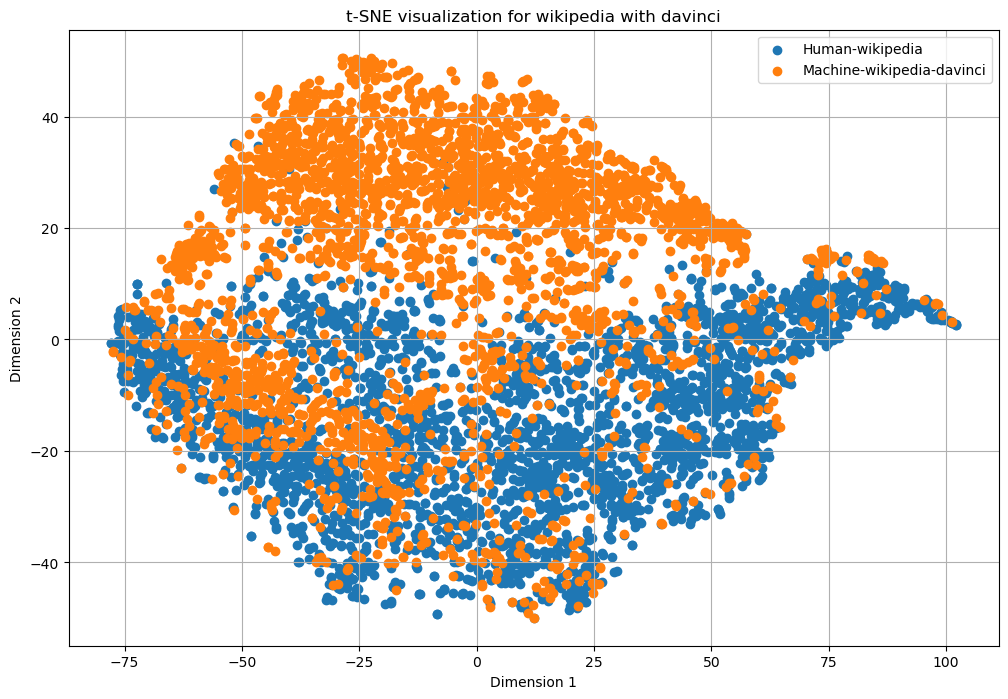 t-SNE visualization for wikipedia with davinci
Human-wikipedia
Machine-wikipedia-davinci
Dimension 2
40
20
0
−20
−40
−75
−50
−25
0
25
50
75
100
Dimension 1